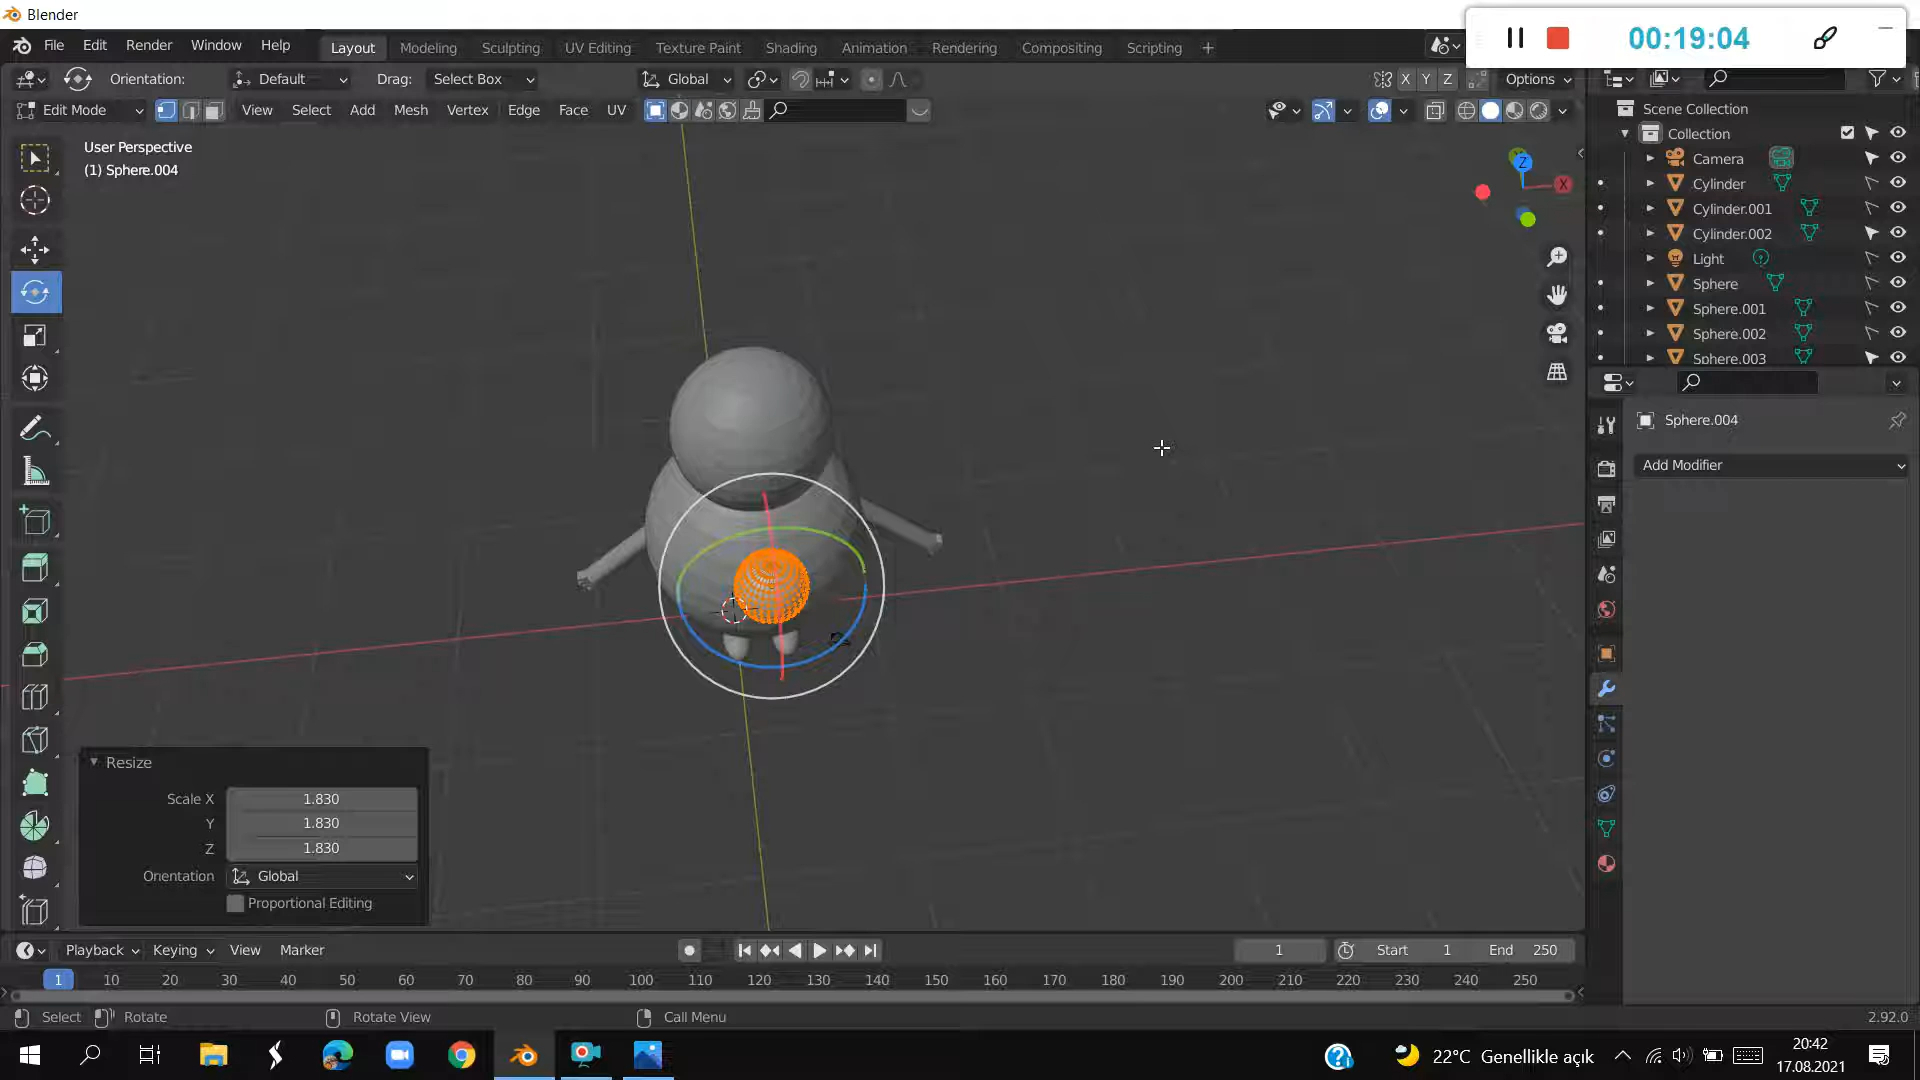 Blender
File Edit Render Window Help Layout Modeling Sculpting UV Editing Texture Paint Shading Animation Rendering Compositing Scripting +
00:19:04
Orientation: Default Drag: Select Box Global X Y Z Options
Edit Mode View Select Add Mesh Vertex Edge Face UV
User Perspective
(1) Sphere.004
Z
X
Scene Collection
Collection
Camera
Cylinder
Cylinder.001
Cylinder.002
Light
Sphere
Sphere.001
Sphere.002
Sphere.003
Sphere.004
Add Modifier
Resize
Scale X 1.830
Y 1.830
Z 1.830
Orientation Global
Proportional Editing
Playback Keying View Marker 1 Start 1 End 250
1 10 20 30 40 50 60 70 80 90 100 110 120 130 140 150 160 170 180 190 200 210 220 230 240 250
Select Rotate Rotate View Call Menu 2.92.0
22°C Genellikle açık
20:42
17.08.2021